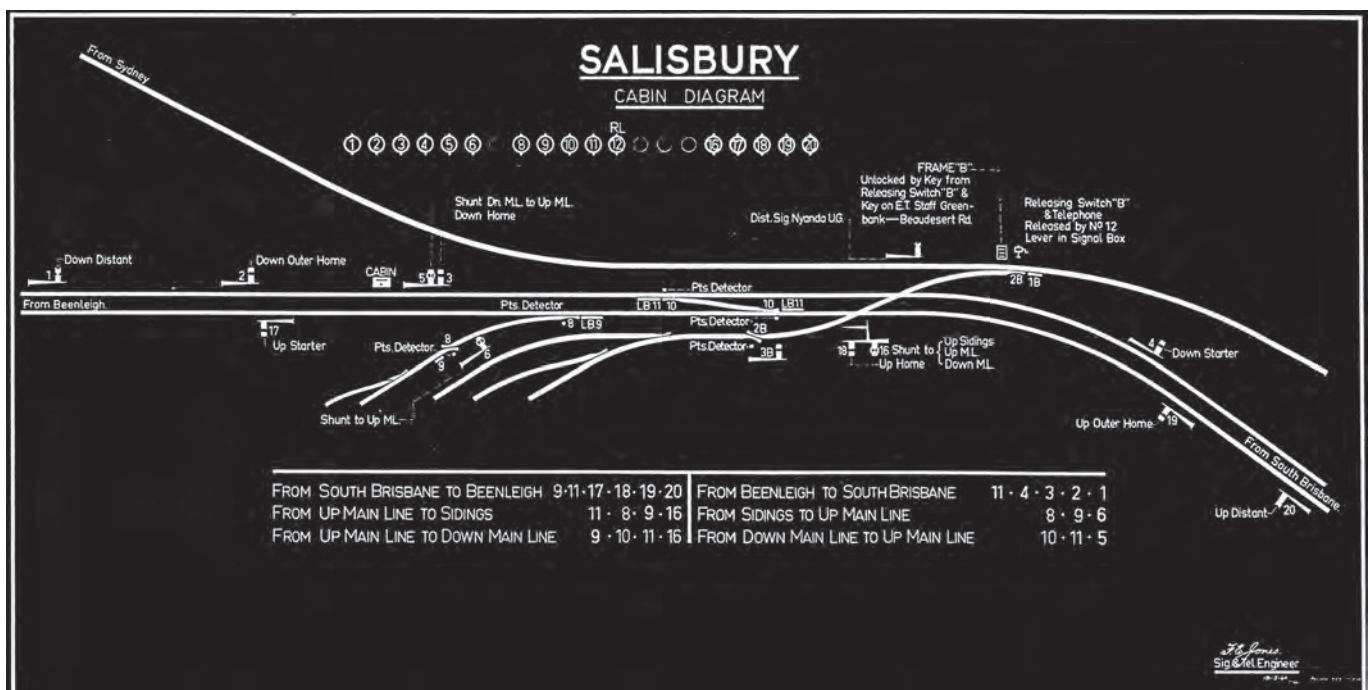 SALISBURY
CABIN DIAGRAM
From Sydney
RL
1 2 3 4 5 6 8 9 10 11 12 16 17 18 19 20
FRAME "B"
Unlocked by Key from
Releasing Switch "B" &
Key on E.T. Staff Green-
bank—Beaudesert Rd.
Releasing Switch "B"
& Telephone
Released by Nº 12
Lever in Signal Box
Shunt Dn. M.L. to Up M.L.
Down Home
Dist. Sig Nyanda U.G.
1 Down Distant
2 Down Outer Home
CABIN
5 3
2B 1B
Pts. Detector
From Beenleigh
Pts. Detector
LB 11 10
10 LB11
17
Up Starter
8 LB 9
Pts. Detector
2B
Pts. Detector
8
9
6
Pts. Detector
3B
18
16 Shunt to
Up Sidings
Up M.L.
Down M.L.
Up Home
4
Down Starter
Shunt to Up M.L.
Up Outer Home
19
From South Brisbane
Up Distant
20
FROM SOUTH BRISBANE TO BEENLEIGH 9·11·17·18·19·20
FROM UP MAIN LINE TO SIDINGS 11·8·9·16
FROM UP MAIN LINE TO DOWN MAIN LINE 9·10·11·16
FROM BEENLEIGH TO SOUTH BRISBANE 11·4·3·2·1
FROM SIDINGS TO UP MAIN LINE 8·9·6
FROM DOWN MAIN LINE TO UP MAIN LINE 10·11·5
F.E. Jones
Sig & Tel. Engineer